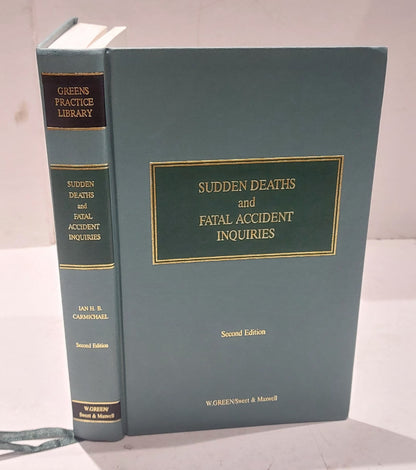 GREENS
PRACTICE
LIBRARY
SUDDEN
DEATHS
and
FATAL
ACCIDENT
INQUIRIES
IAN H. B.
CARMICHAEL
Second Edition
W.GREEN/
Sweet & Maxwell
SUDDEN DEATHS
and
FATAL ACCIDENT
INQUIRIES
Second Edition
W.GREEN/Sweet & Maxwell